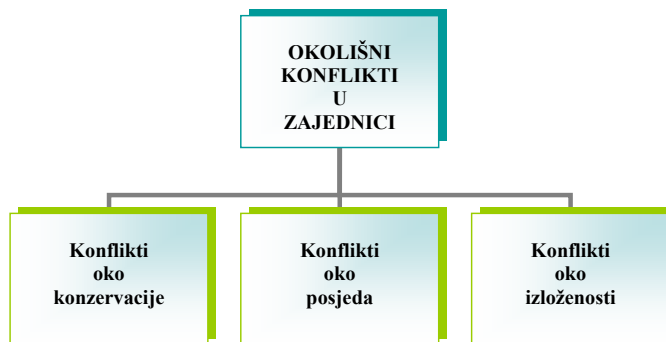 OKOLIŠNI
KONFLIKTI
U
ZAJEDNICI
Konflikti
oko
konzervacije
Konflikti
oko
posjeda
Konflikti
oko
izloženosti